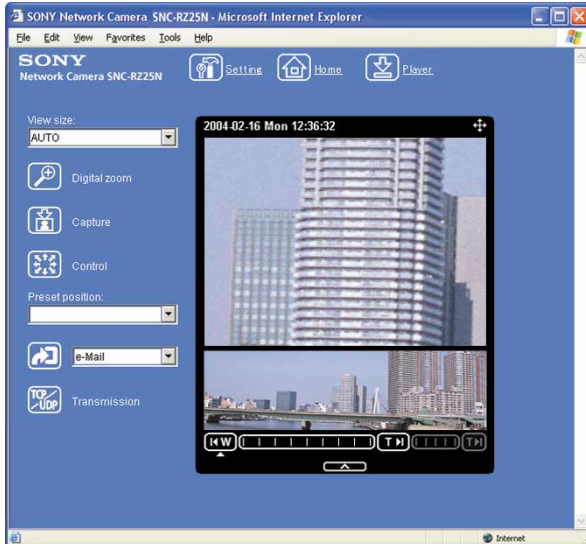 SONY Network Camera SNC-RZ25N - Microsoft Internet Explorer
File Edit View Favorites Tools Help
SONY
Network Camera SNC-RZ25N
Setting Home Player
View size:
AUTO
2004-02-16 Mon 12:36:32
Digital zoom
Capture
Control
Preset position:
e-Mail
TCP/UDP
Transmission
W T T
Internet